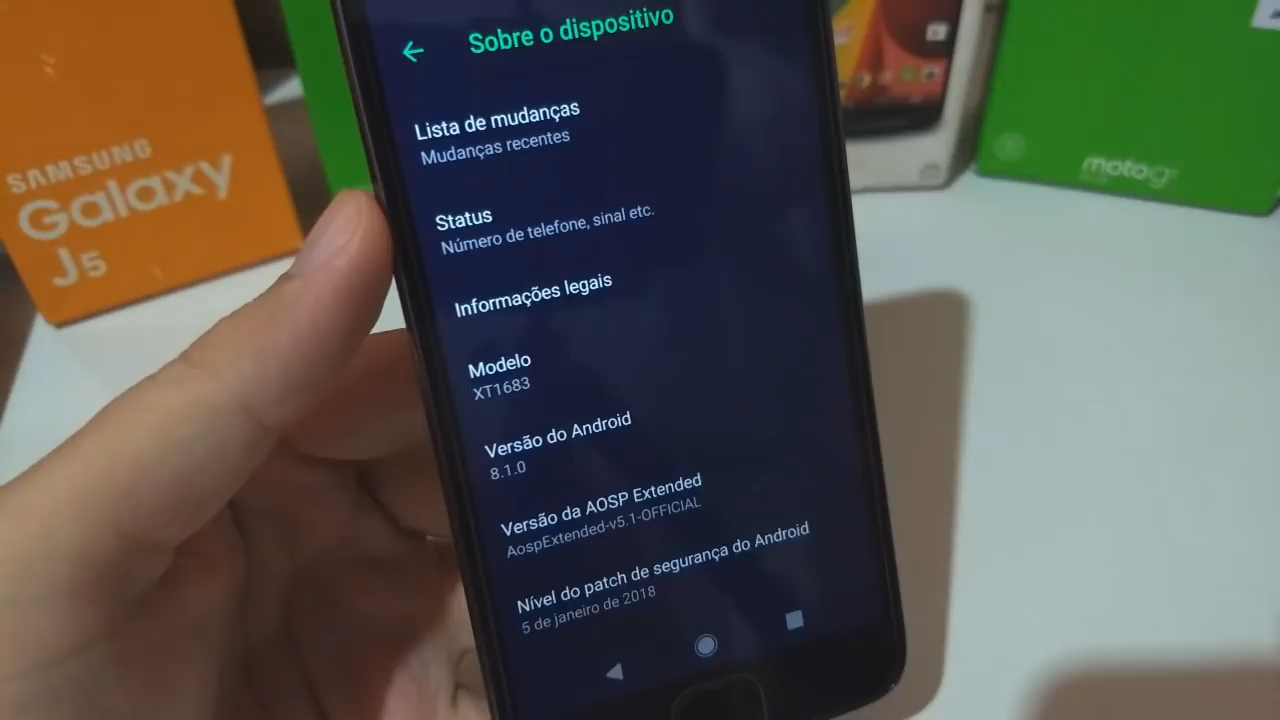 Sobre o dispositivo
Lista de mudanças
Mudanças recentes
Status
Número de telefone, sinal etc.
Informações legais
Modelo
XT1683
Versão do Android
8.1.0
Versão da AOSP Extended
AospExtended-v5.1-OFFICIAL
Nível do patch de segurança do Android
5 de janeiro de 2018
SAMSUNG
Galaxy
J5
moto g